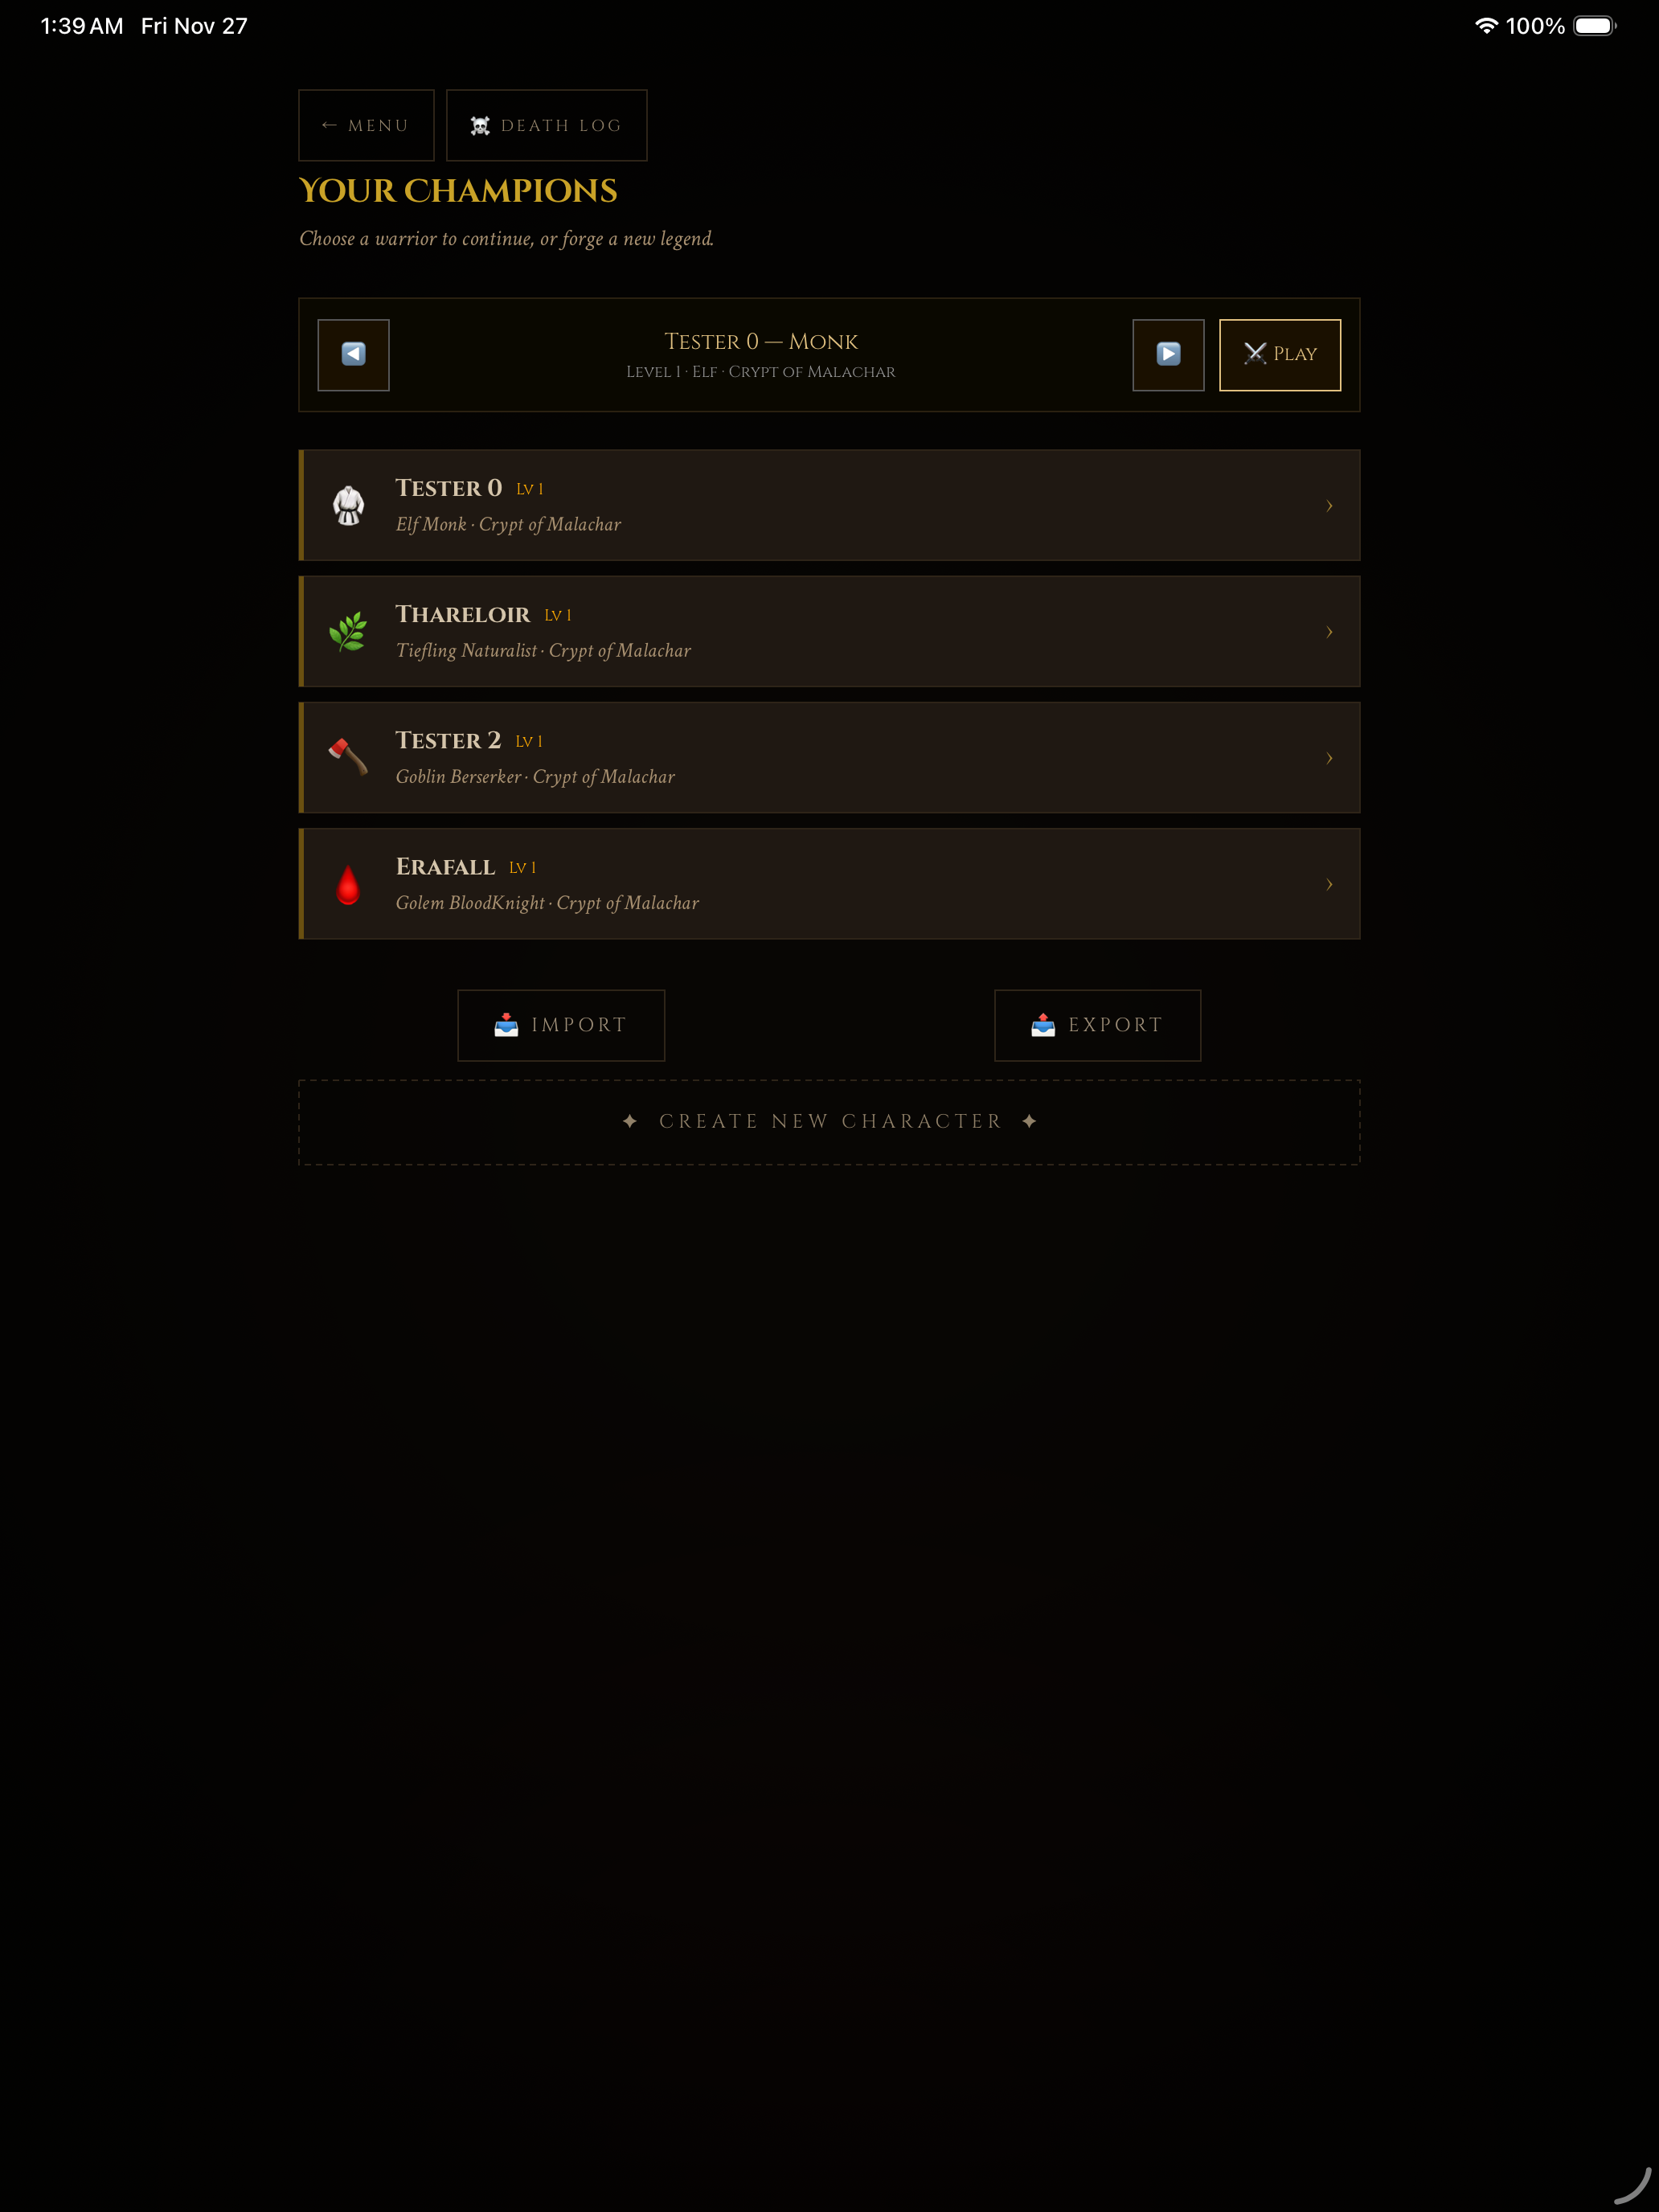 1:39 AM Fri Nov 27 100%
← MENU ☠️ DEATH LOG
Your Champions
Choose a warrior to continue, or forge a new legend.
Tester 0 — Monk
Level 1 · Elf · Crypt of Malachar
⚔️ Play
Tester 0 Lv 1
Elf Monk · Crypt of Malachar
Thareloir Lv 1
Tiefling Naturalist · Crypt of Malachar
Tester 2 Lv 1
Goblin Berserker · Crypt of Malachar
Erafall Lv 1
Golem BloodKnight · Crypt of Malachar
📥 IMPORT 📤 EXPORT
✦ CREATE NEW CHARACTER ✦